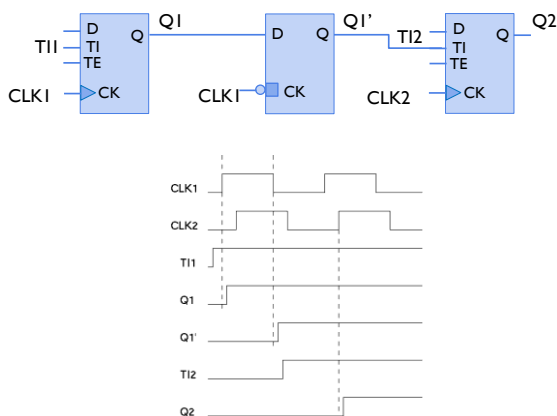 Q1 Q1’ Q2
D Q D Q TI2 D Q
TI1 TI TI
TE TE
CLK1 CK CLK1 CK CLK2 CK
CLK1
CLK2
TI1
Q1
Q1'
TI2
Q2